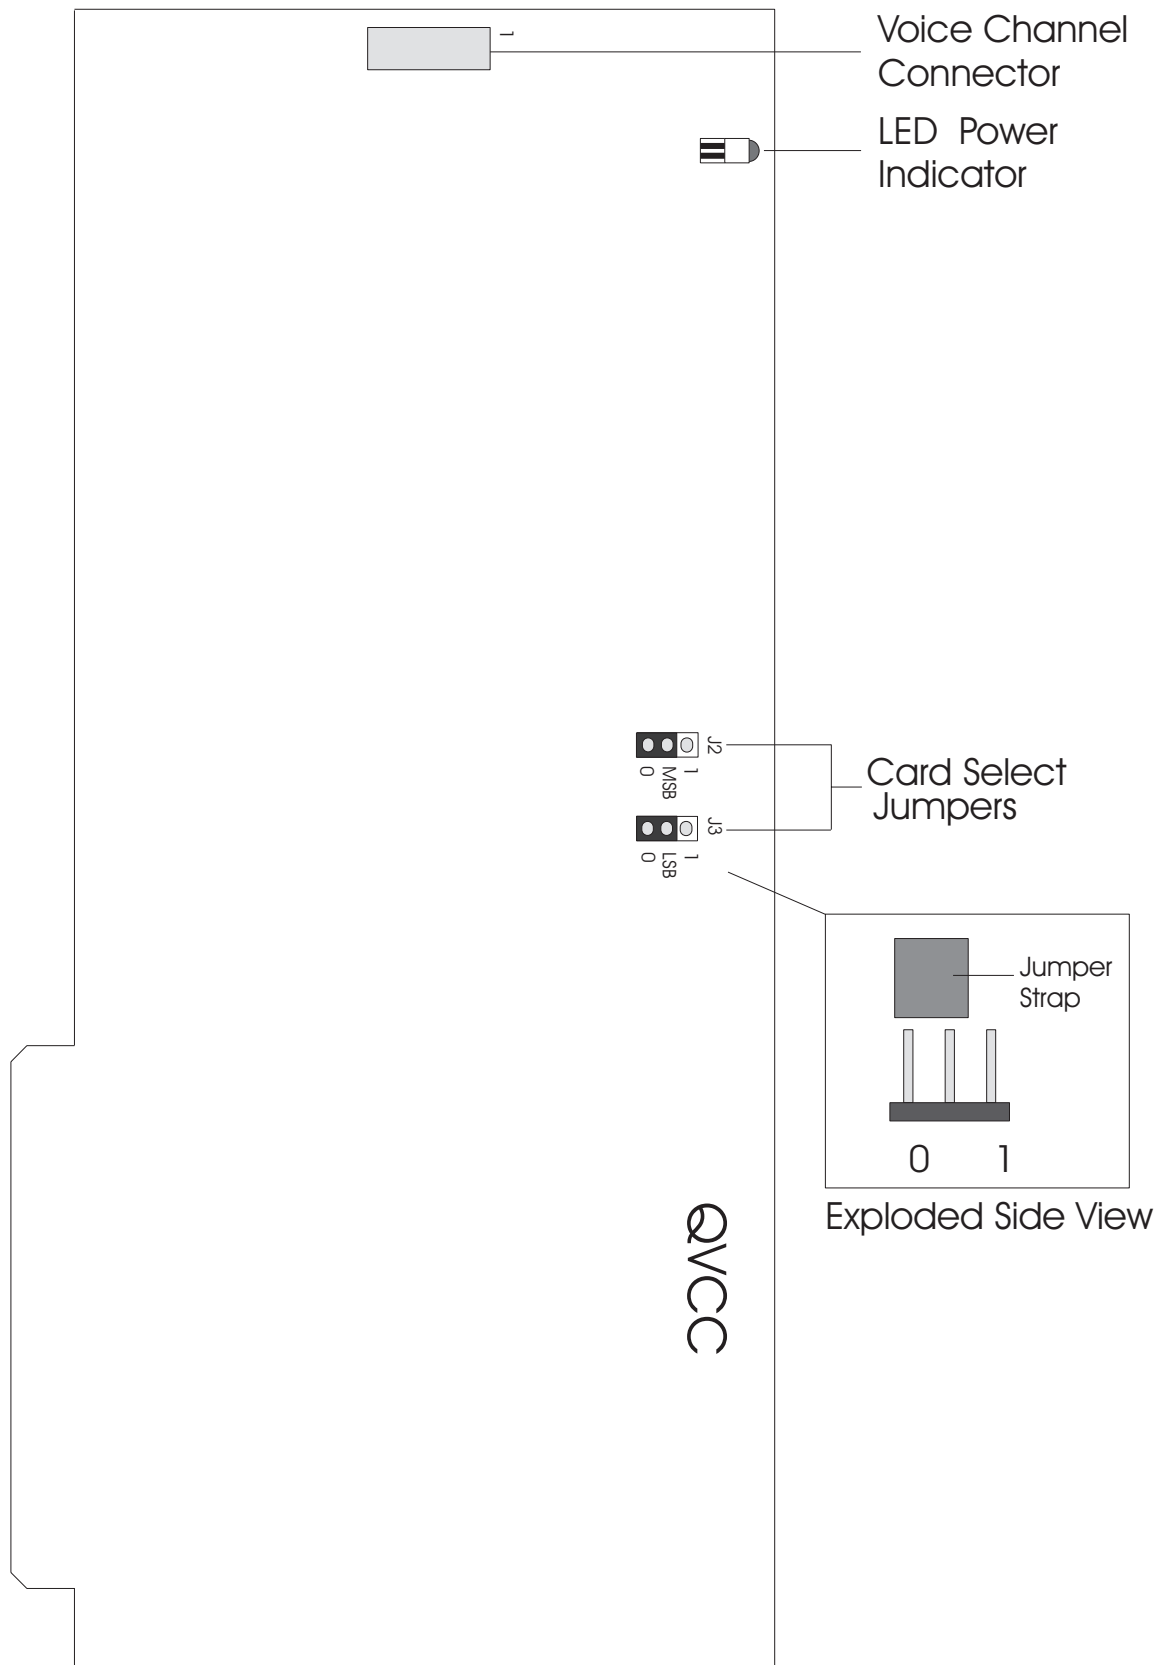 1
Voice Channel
Connector
LED Power
Indicator
J2
1
MSB
0
Card Select
Jumpers
J3
1
LSB
0
Jumper
Strap
0 1
Exploded Side View
QVCC